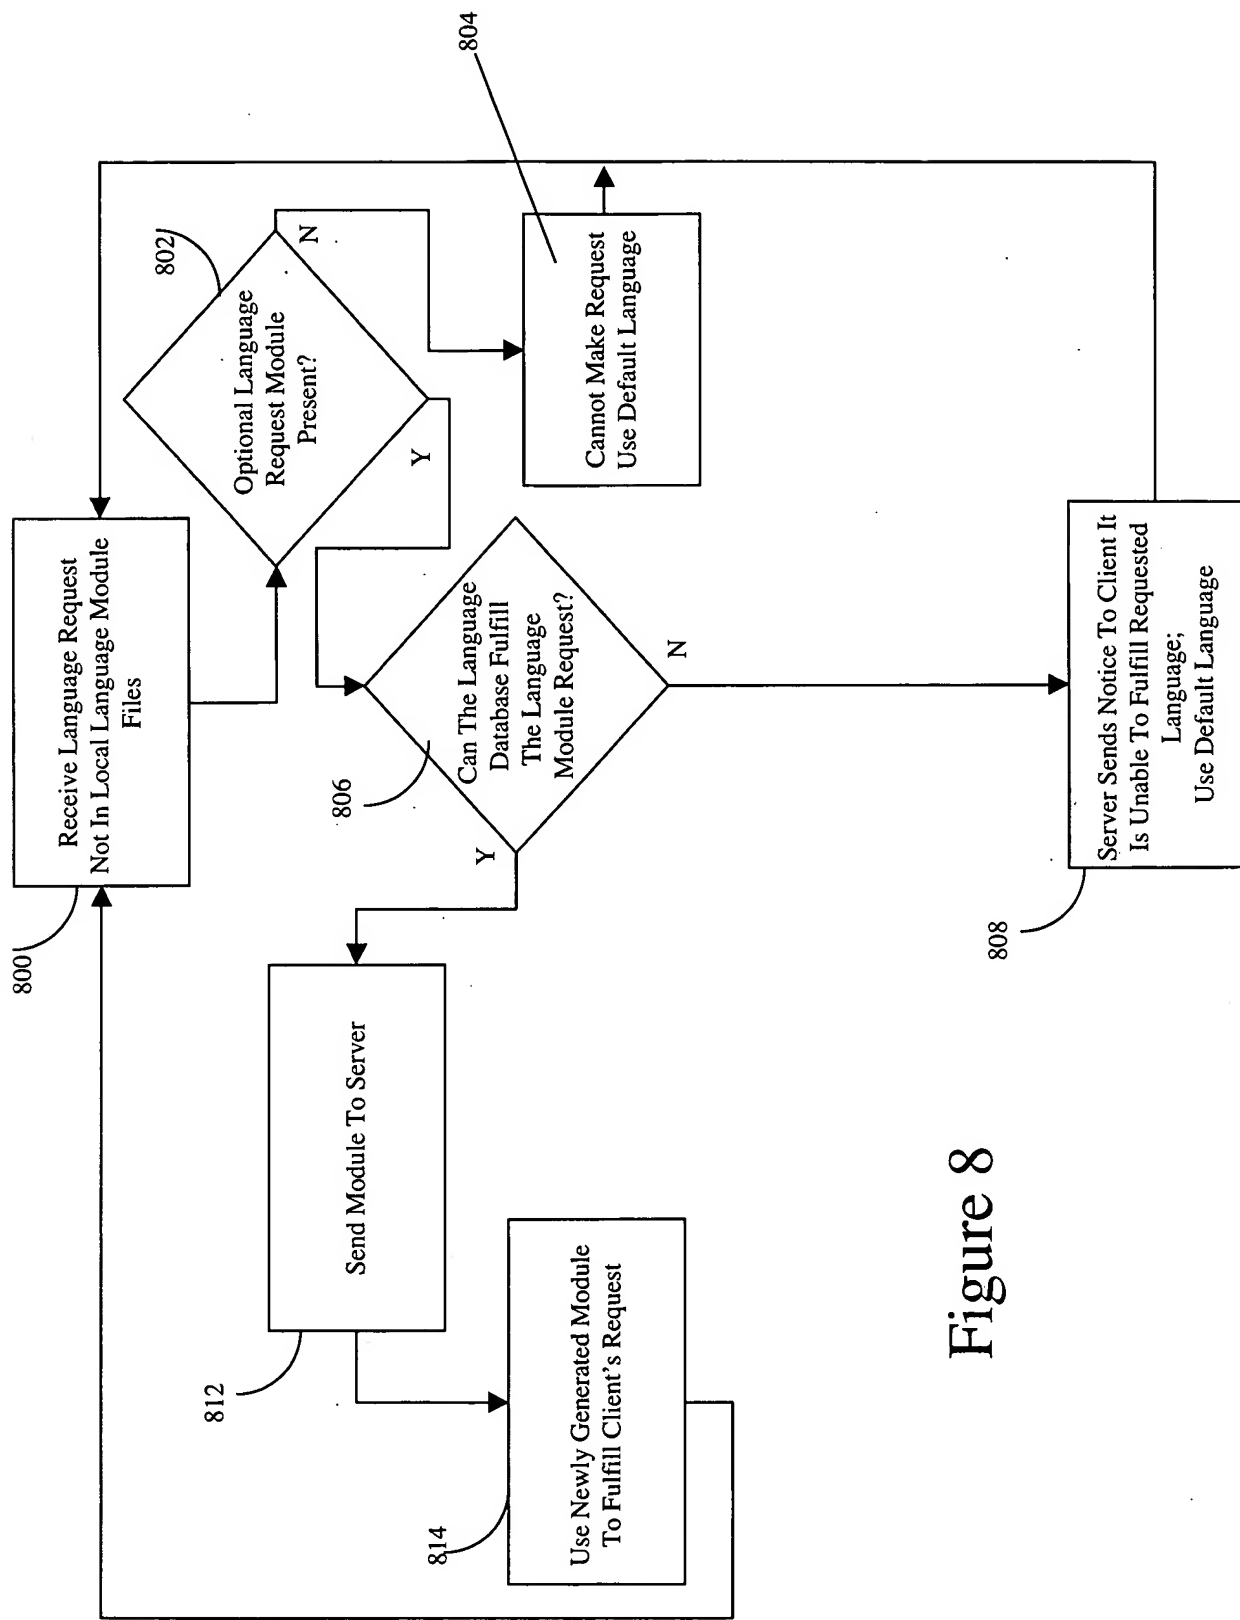 800
Receive Language Request
Not In Local Language Module
Files
802
Optional Language
Request Module
Present?
N
Y
804
Cannot Make Request
Use Default Language
806
Can The Language
Database Fulfill
The Language
Module Request?
Y
N
812
Send Module To Server
814
Use Newly Generated Module
To Fulfill Client's Request
808
Server Sends Notice To Client It
Is Unable To Fulfill Requested
Language;
Use Default Language
Figure 8